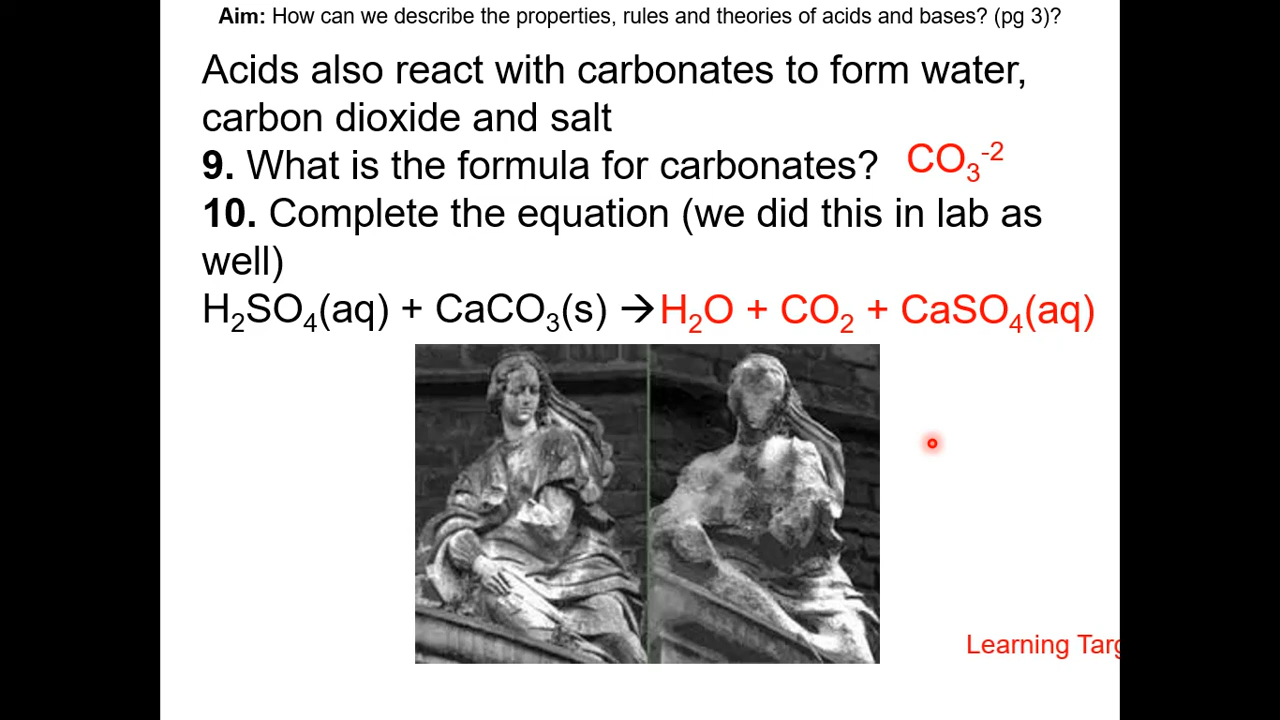 Aim: How can we describe the properties, rules and theories of acids and bases? (pg 3)?
Acids also react with carbonates to form water,
carbon dioxide and salt
9. What is the formula for carbonates? CO₃⁻²
10. Complete the equation (we did this in lab as
well)
H₂SO₄(aq) + CaCO₃(s) → H₂O + CO₂ + CaSO₄(aq)
Learning Targ